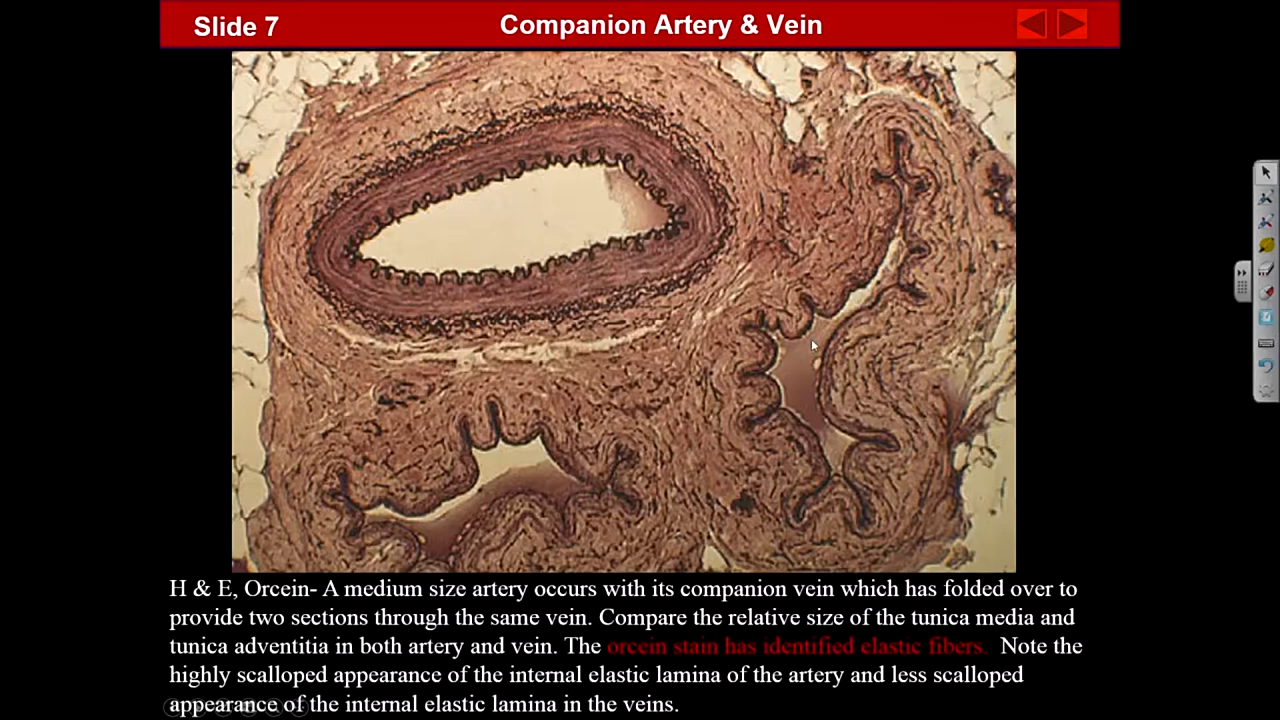 Slide 7
Companion Artery & Vein
H & E, Orcein- A medium size artery occurs with its companion vein which has folded over to
provide two sections through the same vein. Compare the relative size of the tunica media and
tunica adventitia in both artery and vein. The orcein stain has identified elastic fibers. Note the
highly scalloped appearance of the internal elastic lamina of the artery and less scalloped
appearance of the internal elastic lamina in the veins.